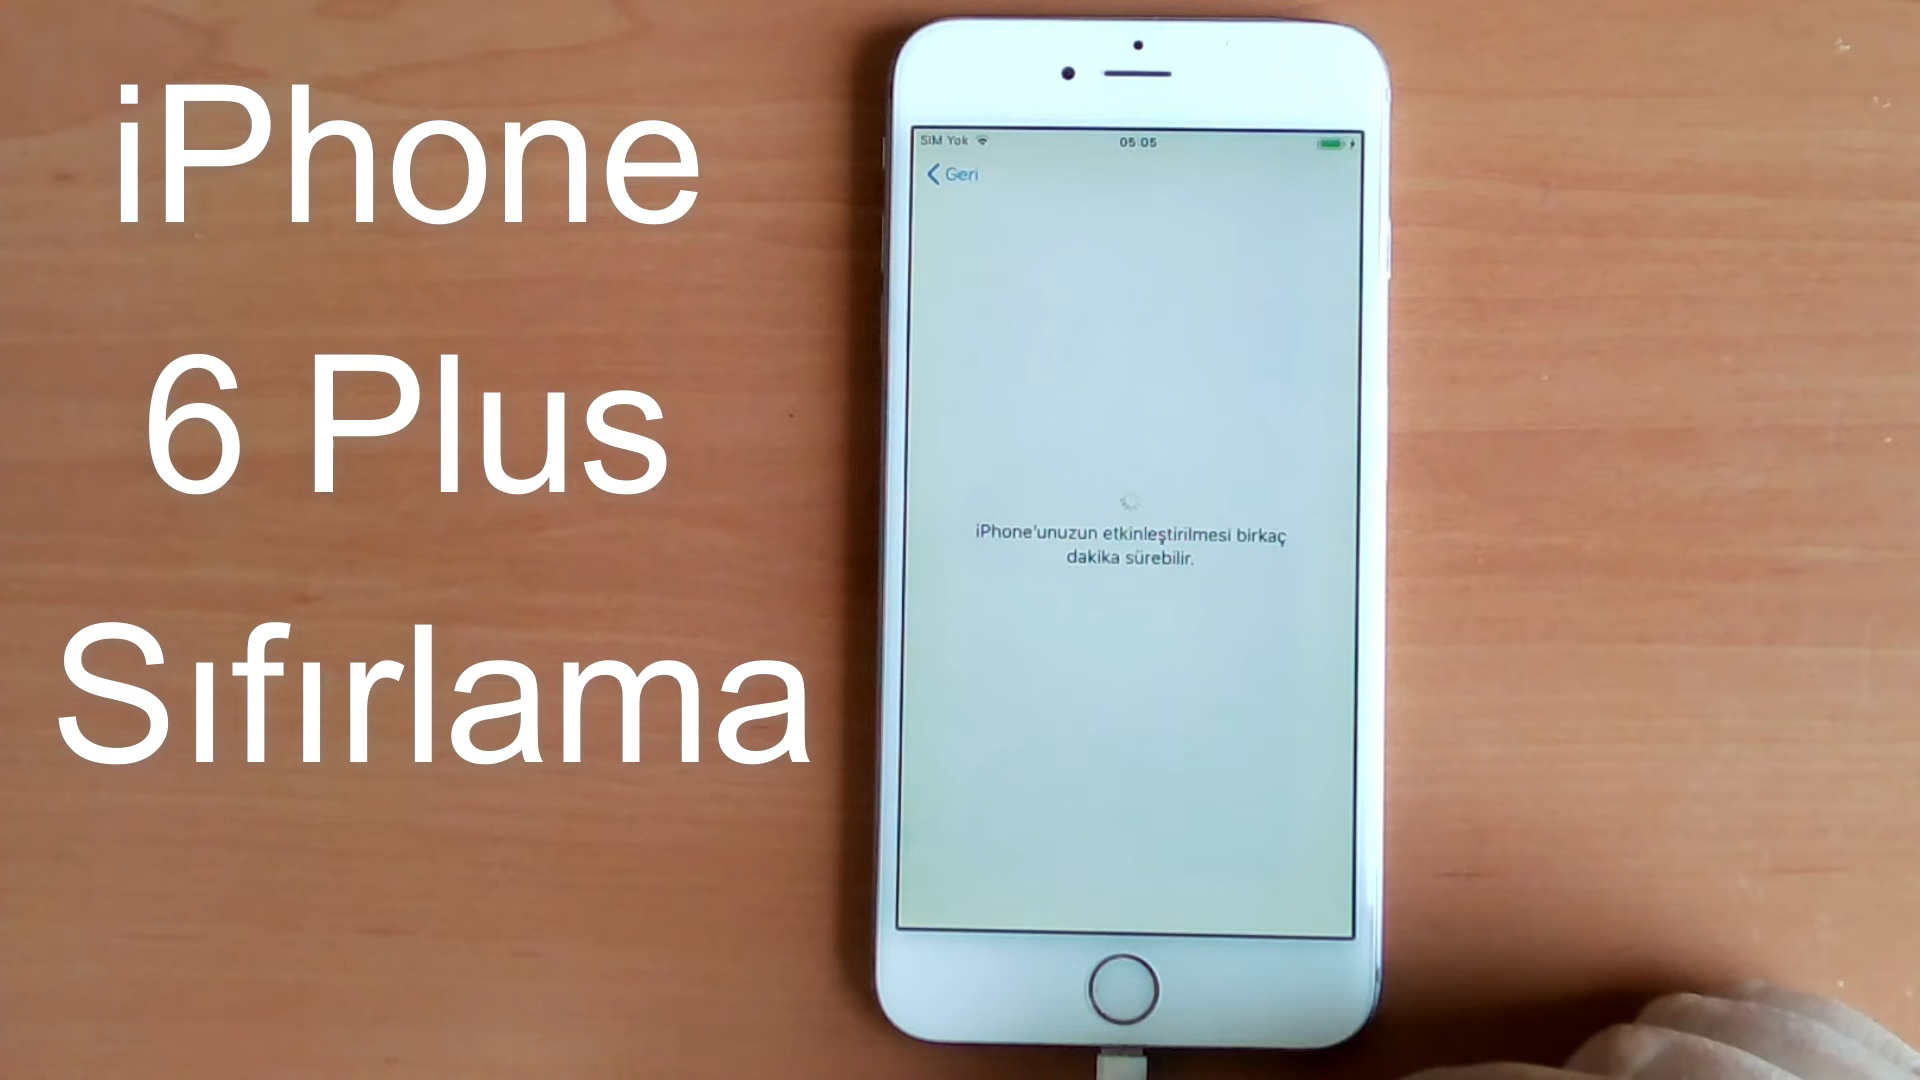 iPhone
6 Plus
Sıfırlama
SIM Yok
05:05
Geri
iPhone'unuzun etkinleştirilmesi birkaç
dakika sürebilir.